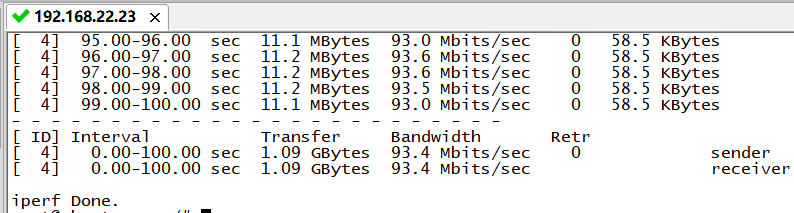 192.168.22.23 ×
[  4]  95.00-96.00  sec  11.1 MBytes  93.0 Mbits/sec    0   58.5 KBytes
[  4]  96.00-97.00  sec  11.2 MBytes  93.6 Mbits/sec    0   58.5 KBytes
[  4]  97.00-98.00  sec  11.2 MBytes  93.6 Mbits/sec    0   58.5 KBytes
[  4]  98.00-99.00  sec  11.2 MBytes  93.5 Mbits/sec    0   58.5 KBytes
[  4]  99.00-100.00 sec  11.1 MBytes  93.0 Mbits/sec    0   58.5 KBytes
- - - - - - - - - - - - - - - - - - - - - - - - -
[ ID] Interval           Transfer     Bandwidth       Retr
[  4]   0.00-100.00 sec  1.09 GBytes  93.4 Mbits/sec    0             sender
[  4]   0.00-100.00 sec  1.09 GBytes  93.4 Mbits/sec                  receiver
iperf Done.